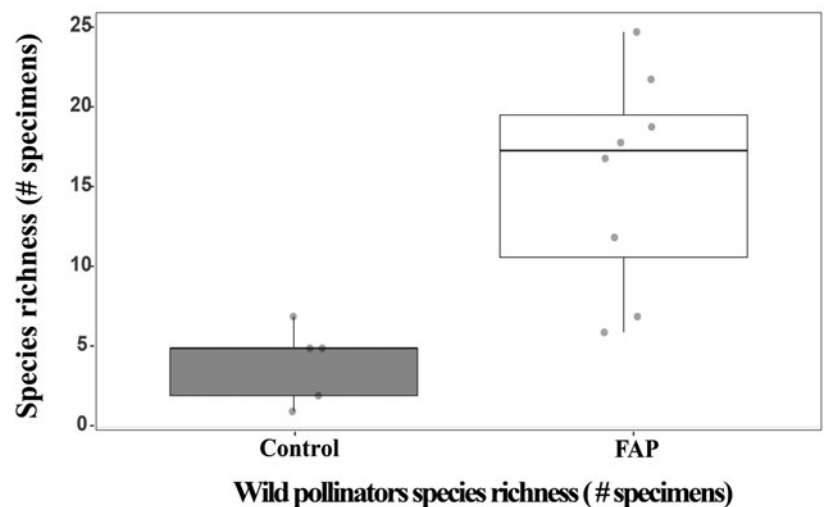 Species richness (# specimens)
25
20
15
10
5
0
Control FAP
Wild pollinators species richness ( # specimens)